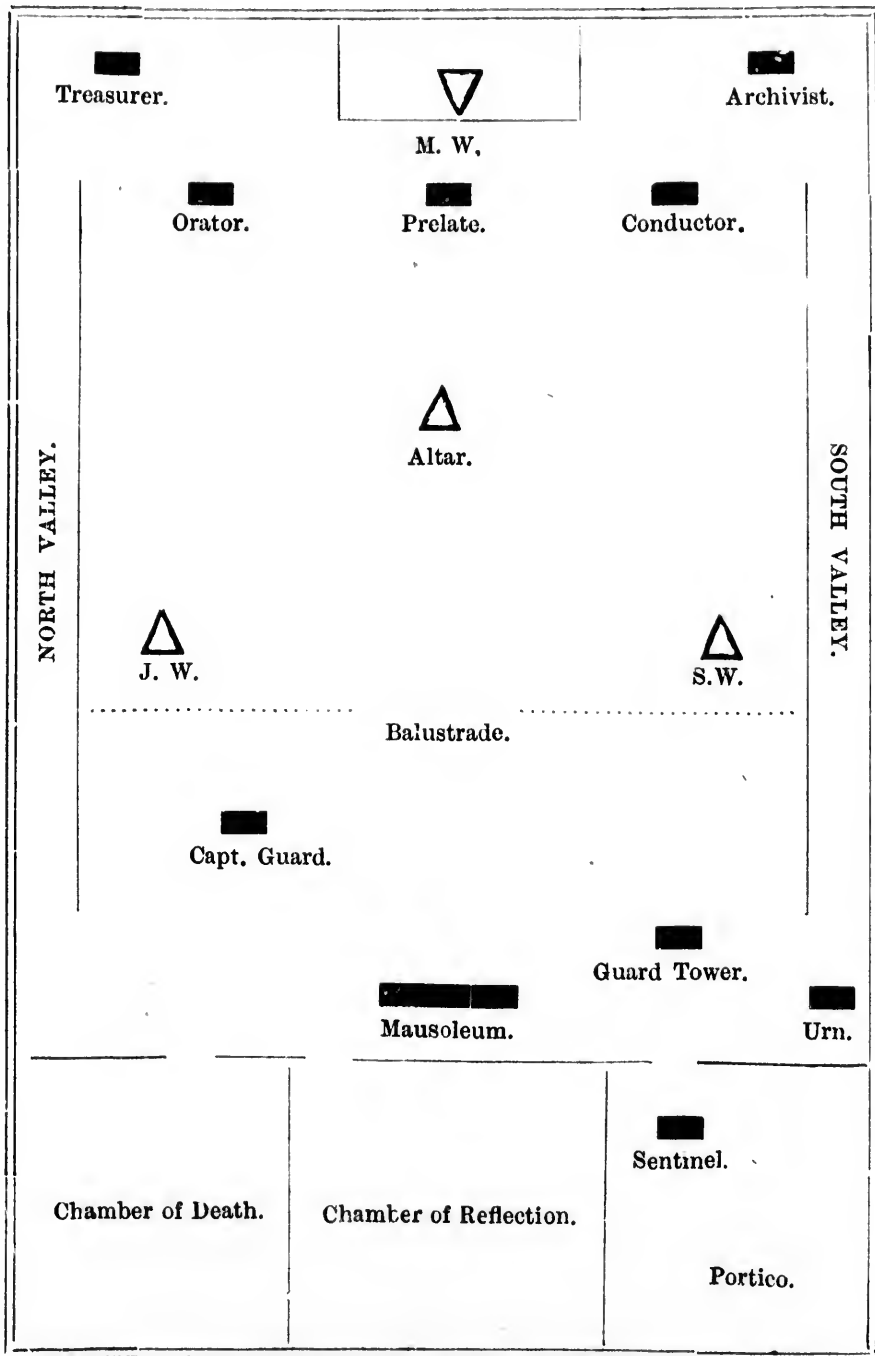 Treasurer.
Archivist.
M. W.
Orator.
Prelate.
Conductor.
Altar.
NORTH VALLEY.
SOUTH VALLEY.
J. W.
S.W.
Balustrade.
Capt. Guard.
Guard Tower.
Mausoleum.
Urn.
Sentinel.
Chamber of Death.
Chamber of Reflection.
Portico.